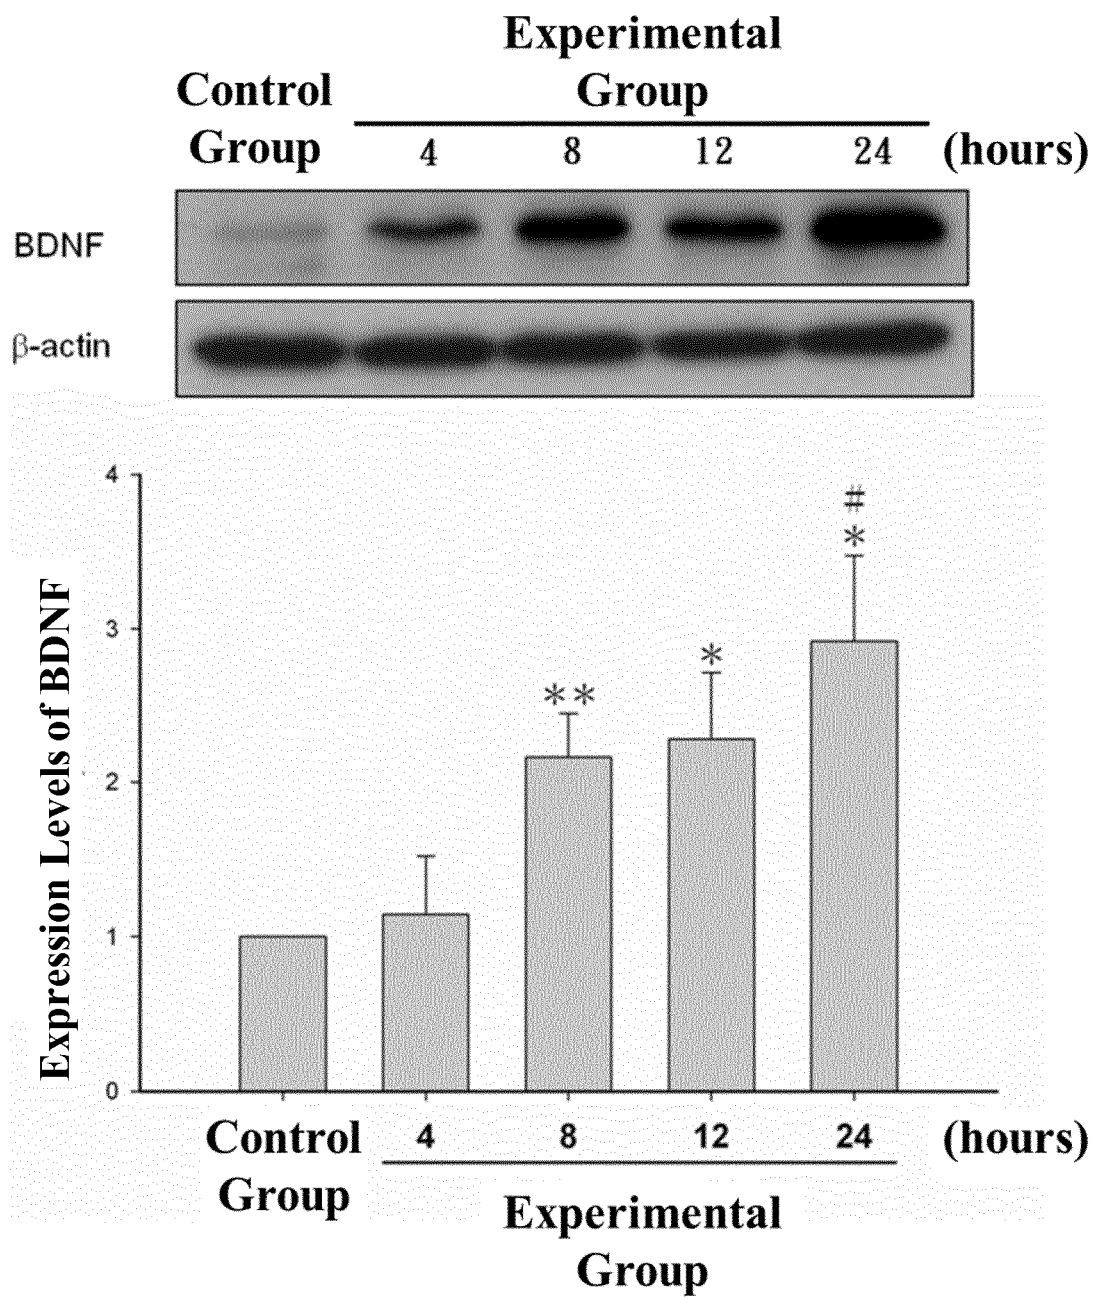 Experimental
Group
Control
Group
4 8 12 24 (hours)
BDNF
β-actin
4
3
2
1
0
Expression Levels of BDNF
**
*
#
*
Control
Group
4 8 12 24 (hours)
Experimental
Group